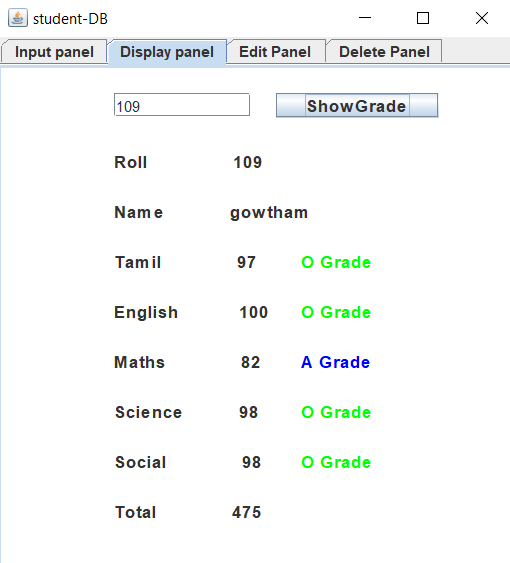 student-DB
Input panel Display panel Edit Panel Delete Panel
109 ShowGrade
Roll 109
Name gowtham
Tamil 97 O Grade
English 100 O Grade
Maths 82 A Grade
Science 98 O Grade
Social 98 O Grade
Total 475